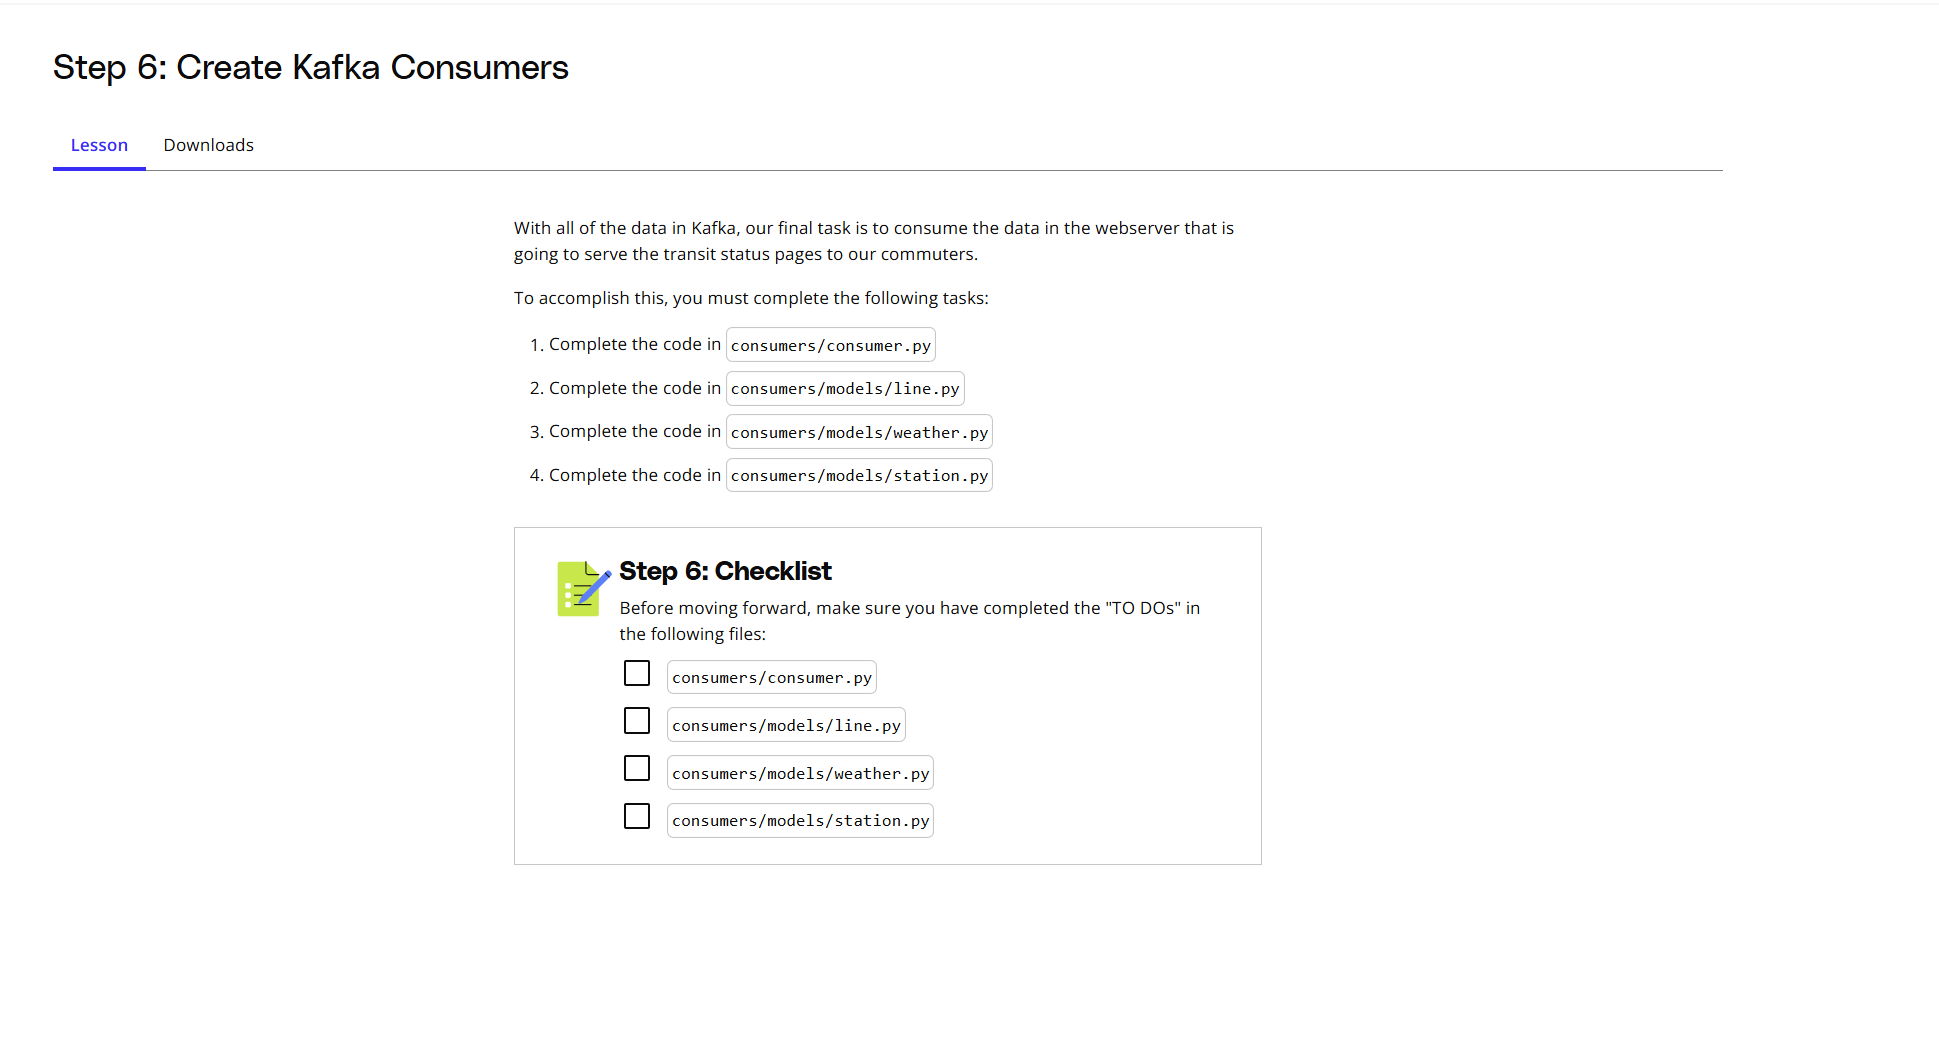 Step 6: Create Kafka Consumers
Lesson
Downloads
With all of the data in Kafka, our final task is to consume the data in the webserver that is
going to serve the transit status pages to our commuters.
To accomplish this, you must complete the following tasks:
1. Complete the code in consumers/consumer.py
2. Complete the code in consumers/models/line.py
3. Complete the code in consumers/models/weather.py
4. Complete the code in consumers/models/station.py
Step 6: Checklist
Before moving forward, make sure you have completed the "TO DOs" in
the following files:
consumers/consumer.py
consumers/models/line.py
consumers/models/weather.py
consumers/models/station.py